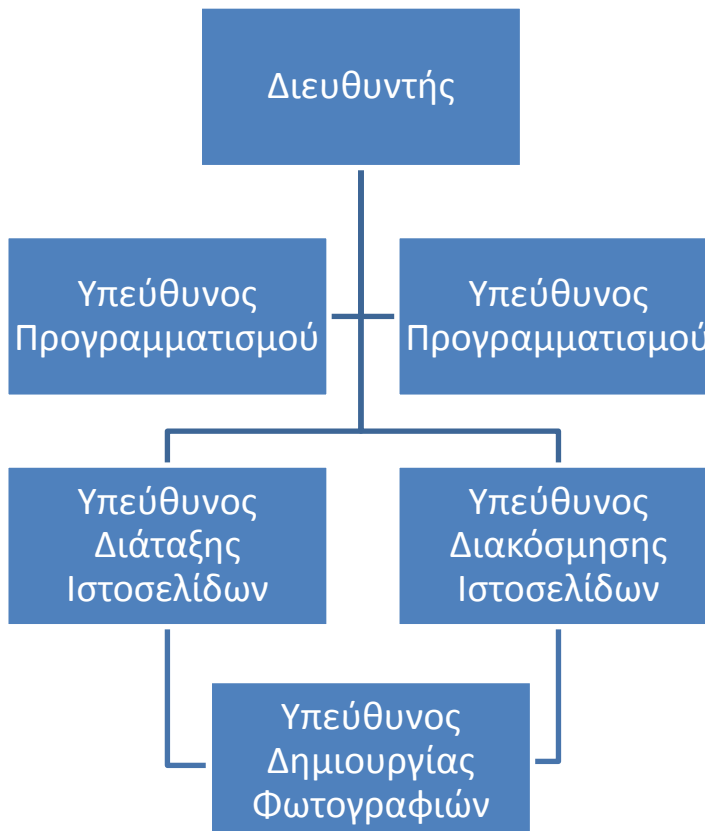 Διευθυντής
Υπεύθυνος
Προγραμματισμού
Υπεύθυνος
Προγραμματισμού
Υπεύθυνος
Διάταξης
Ιστοσελίδων
Υπεύθυνος
Διακόσμησης
Ιστοσελίδων
Υπεύθυνος
Δημιουργίας
Φωτογραφιών